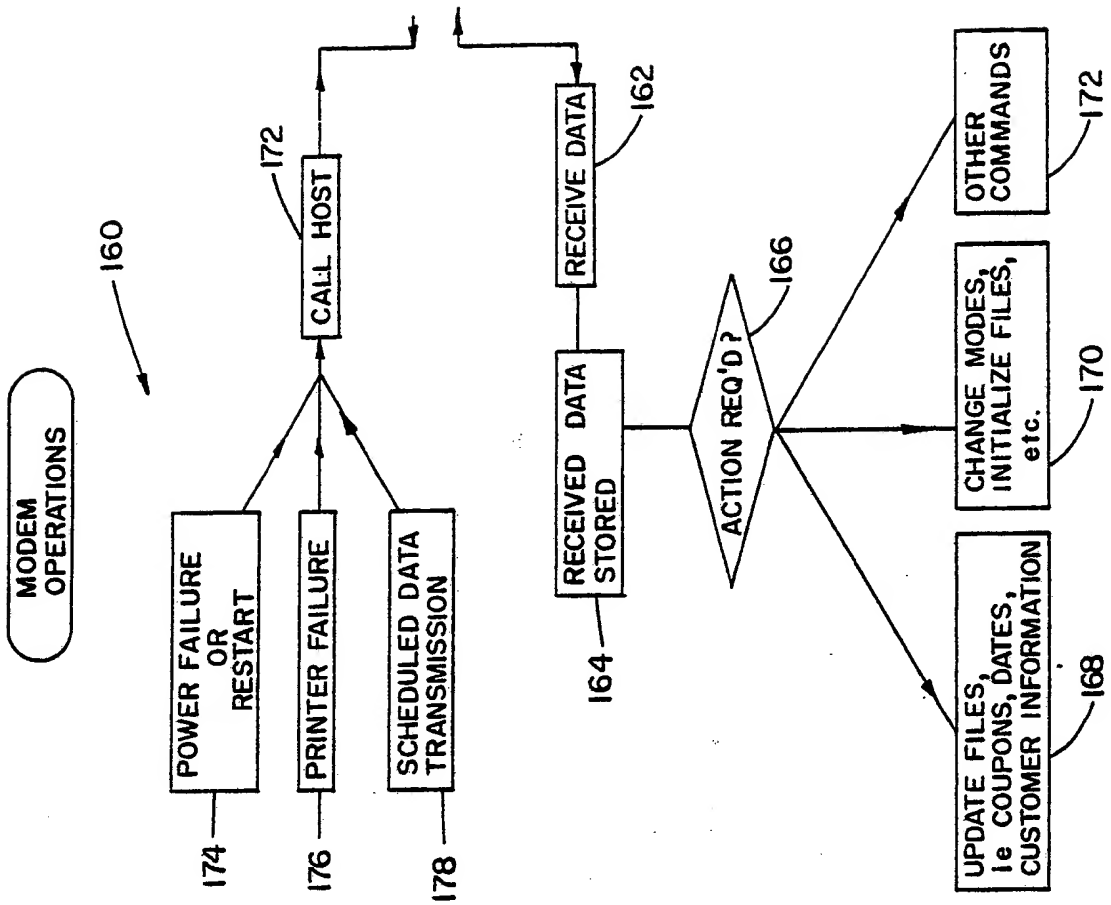 MODEM
OPERATIONS
160
174
POWER FAILURE
OR
RESTART
176
PRINTER FAILURE
178
SCHEDULED DATA
TRANSMISSION
172
CALL HOST
RECEIVE DATA
162
RECEIVED DATA
STORED
164
ACTION REQ'D?
166
UPDATE FILES,
ie COUPONS, DATES,
CUSTOMER INFORMATION
168
CHANGE MODES,
INITIALIZE FILES,
etc.
170
OTHER
COMMANDS
172